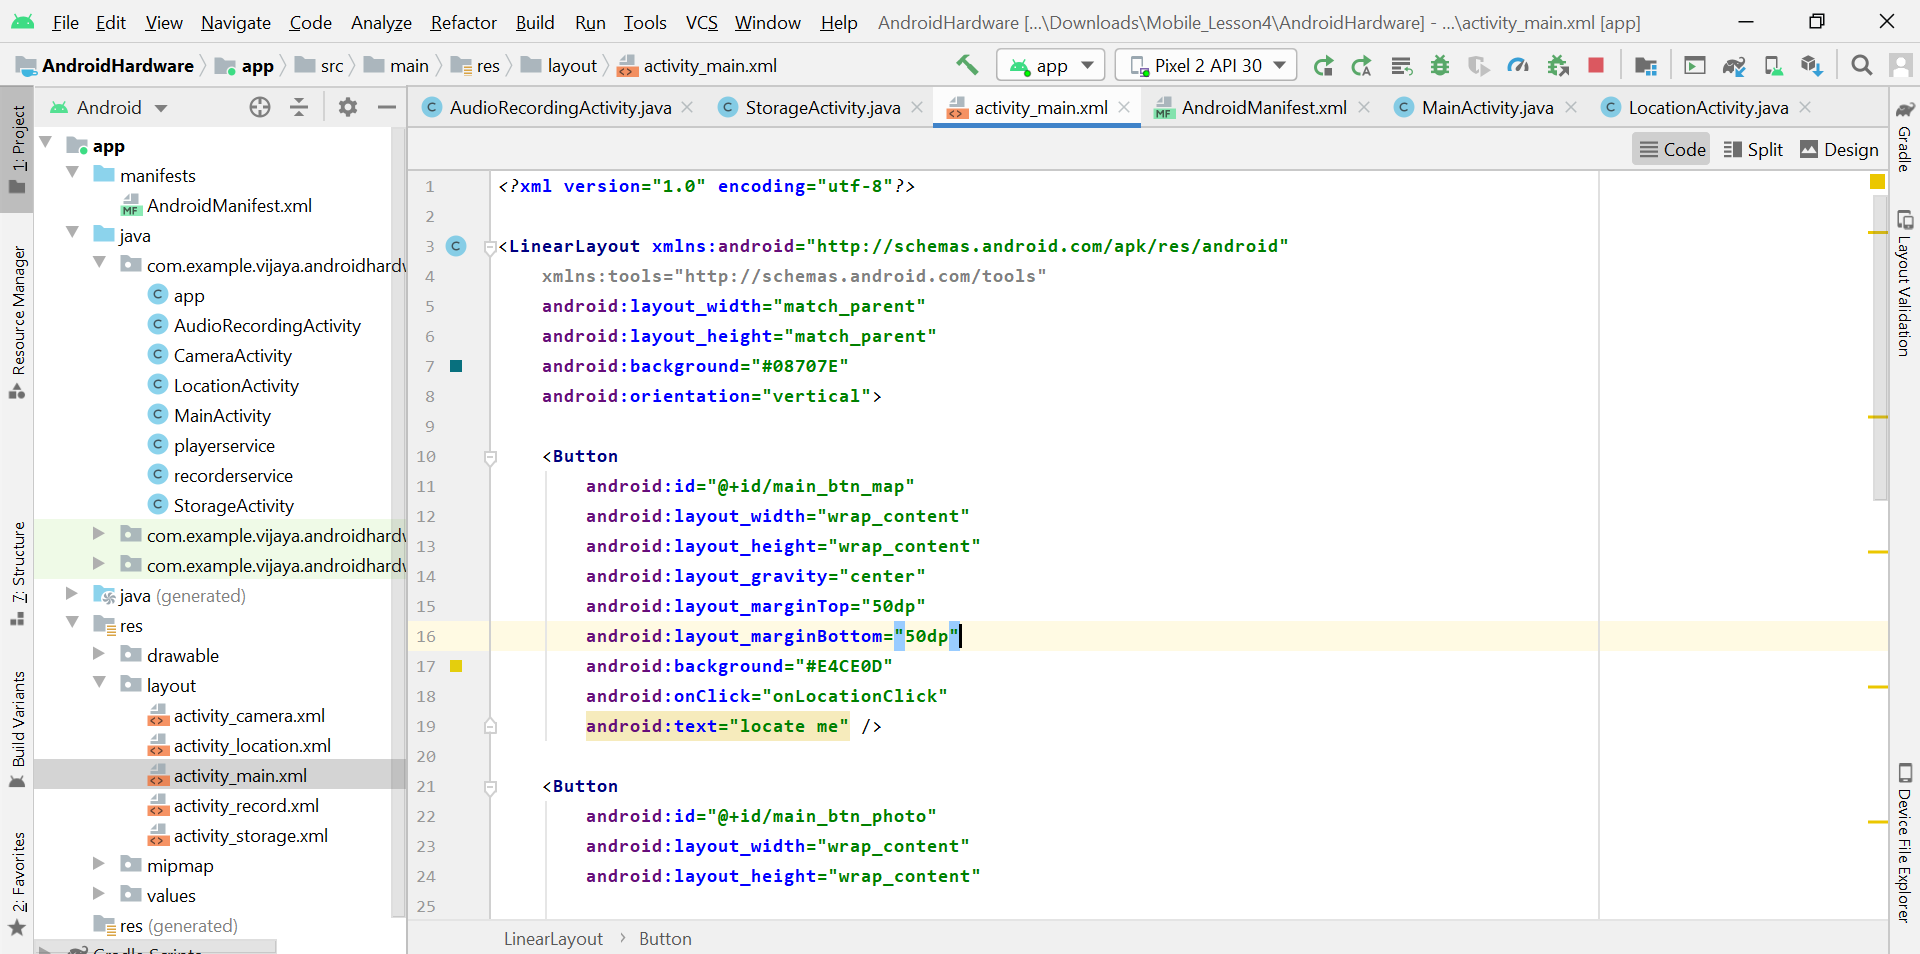 File Edit View Navigate Code Analyze Refactor Build Run Tools VCS Window Help AndroidHardware [...\Downloads\Mobile_Lesson4\AndroidHardware] - ...\activity_main.xml [app]
AndroidHardware app src main res layout activity_main.xml app Pixel 2 API 30
Android
AudioRecordingActivity.java StorageActivity.java activity_main.xml AndroidManifest.xml MainActivity.java LocationActivity.java
Code Split Design
1: Project
Resource Manager
7: Structure
Build Variants
2: Favorites
app
manifests
AndroidManifest.xml
java
com.example.vijaya.androidhardw
app
AudioRecordingActivity
CameraActivity
LocationActivity
MainActivity
playerservice
recorderservice
StorageActivity
com.example.vijaya.androidhardw
com.example.vijaya.androidhardw
java (generated)
res
drawable
layout
activity_camera.xml
activity_location.xml
activity_main.xml
activity_record.xml
activity_storage.xml
mipmap
values
res (generated)
1 <?xml version="1.0" encoding="utf-8"?>
2
3 <LinearLayout xmlns:android="http://schemas.android.com/apk/res/android"
4 xmlns:tools="http://schemas.android.com/tools"
5 android:layout_width="match_parent"
6 android:layout_height="match_parent"
7 android:background="#08707E"
8 android:orientation="vertical">
9
10 <Button
11 android:id="@+id/main_btn_map"
12 android:layout_width="wrap_content"
13 android:layout_height="wrap_content"
14 android:layout_gravity="center"
15 android:layout_marginTop="50dp"
16 android:layout_marginBottom="50dp"
17 android:background="#E4CE0D"
18 android:onClick="onLocationClick"
19 android:text="locate me" />
20
21 <Button
22 android:id="@+id/main_btn_photo"
23 android:layout_width="wrap_content"
24 android:layout_height="wrap_content"
25
LinearLayout › Button
Gradle
Layout Validation
Device File Explorer